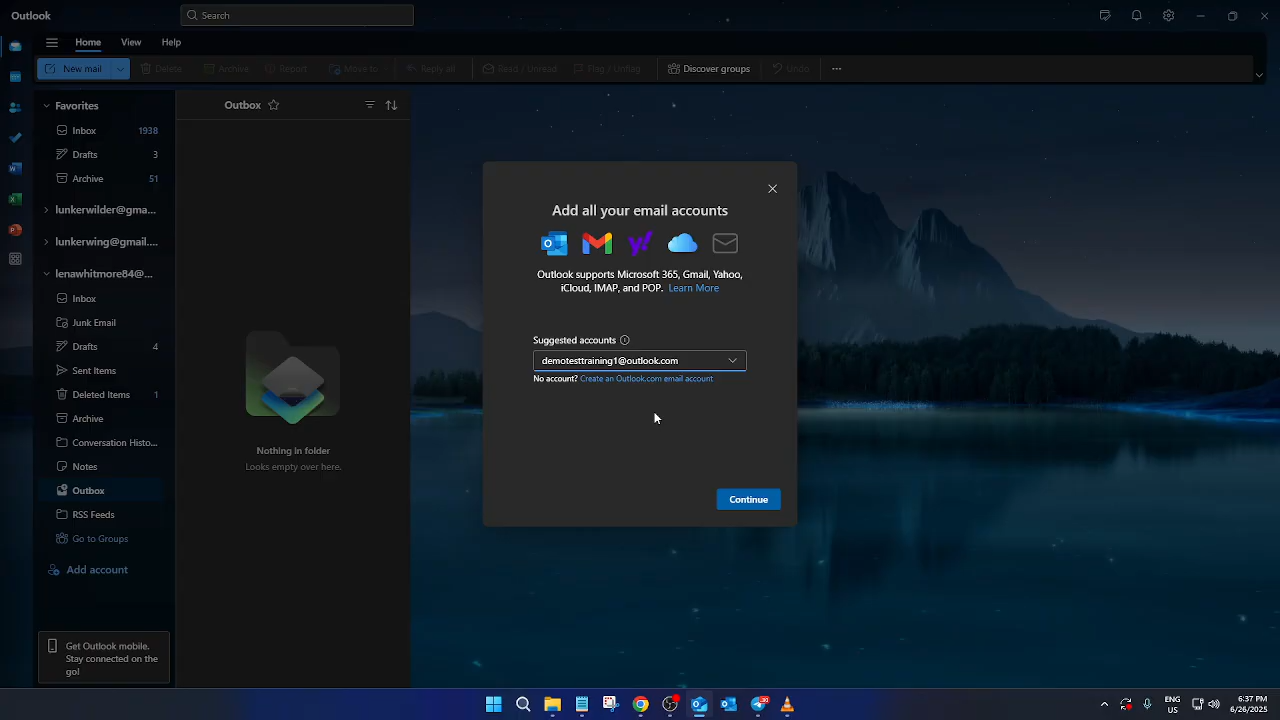 Outlook
Search
Home
View
Help
New mail
Delete
Archive
Report
Move to
Reply all
Read / Unread
Flag / Unflag
Discover groups
Undo
Favorites
Inbox 1938
Drafts 3
Archive 51
lunkerwilder@gma...
lunkerwing@gmail....
lenawhitmore84@...
Inbox
Junk Email
Drafts 4
Sent Items
Deleted Items 1
Archive
Conversation Histo...
Notes
Outbox
RSS Feeds
Go to Groups
Add account
Get Outlook mobile.
Stay connected on the
go!
Outbox
Nothing in folder
Looks empty over here.
Add all your email accounts
Outlook supports Microsoft 365, Gmail, Yahoo,
iCloud, IMAP, and POP. Learn More
Suggested accounts
demotesttraining1@outlook.com
No account? Create an Outlook.com email account
Continue
ENG
US
6:37 PM
6/26/2025